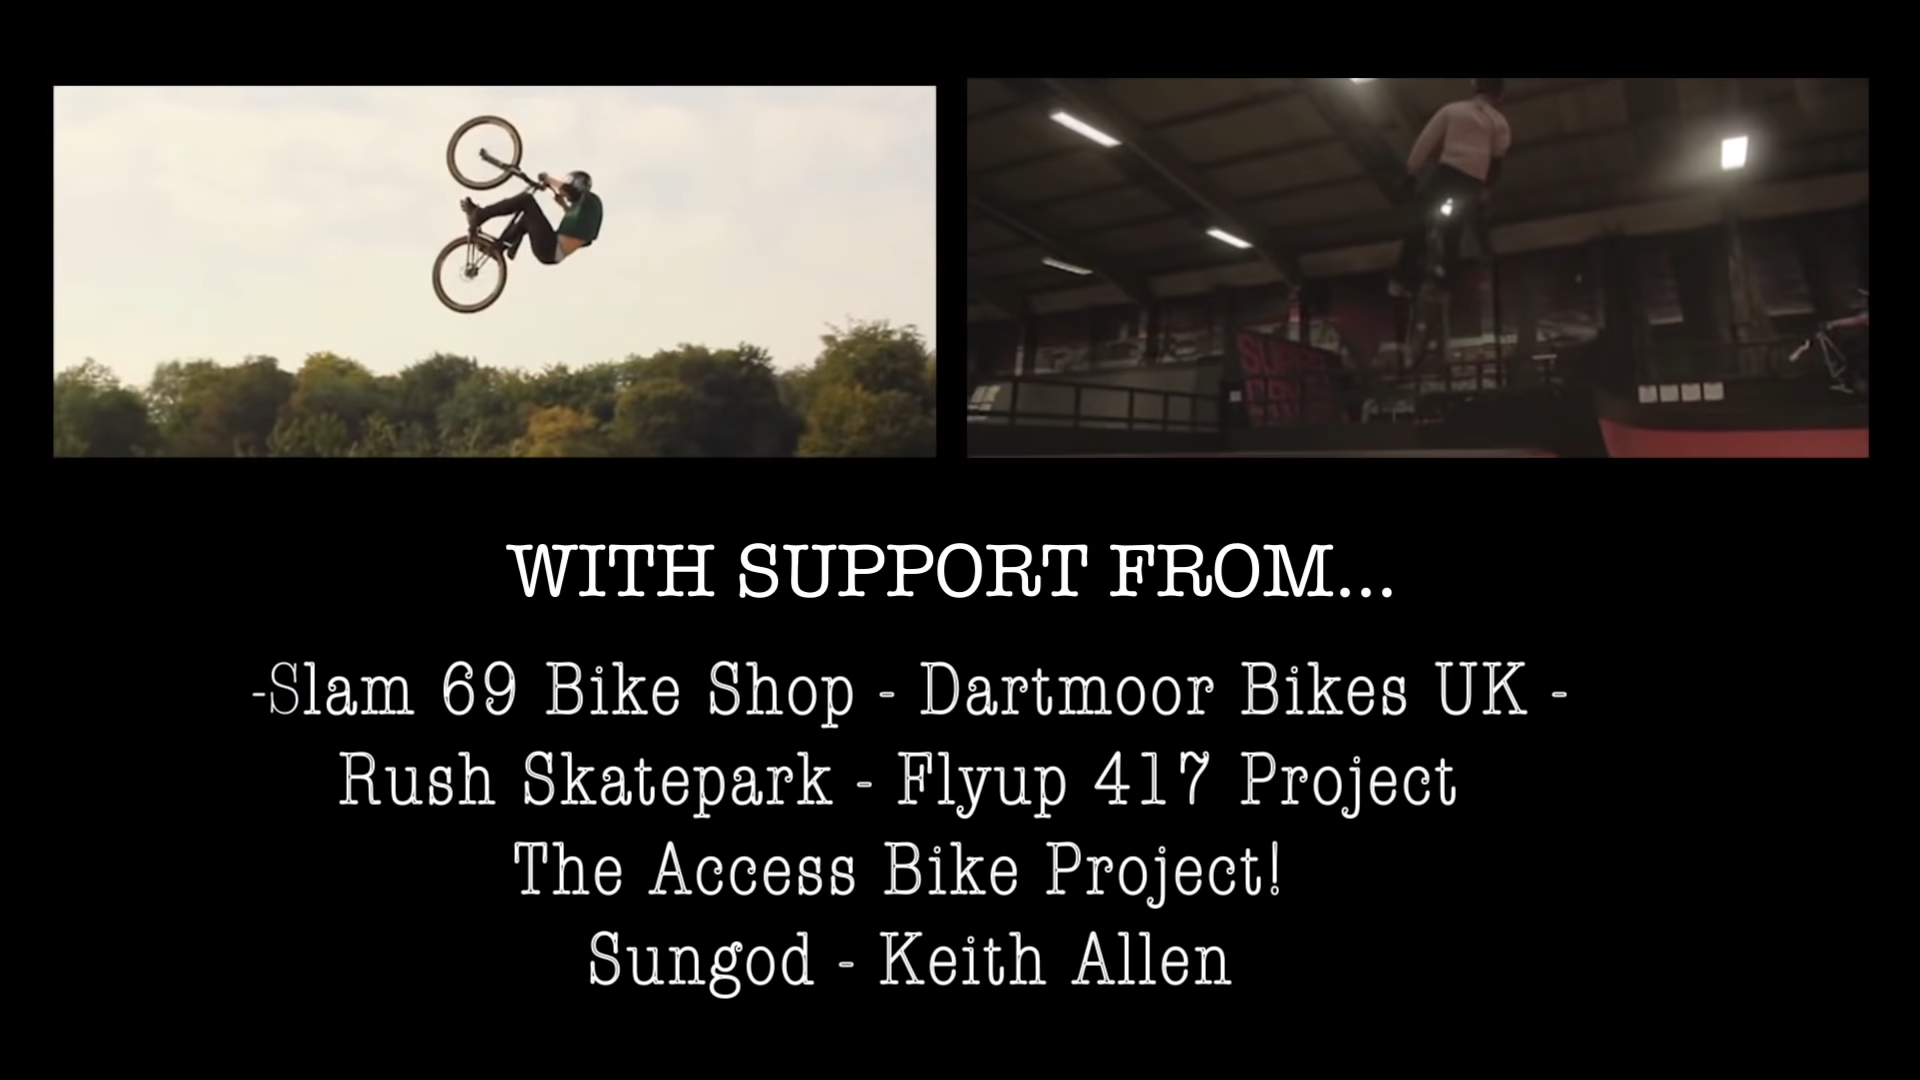 WITH SUPPORT FROM...
-Slam 69 Bike Shop - Dartmoor Bikes UK -
Rush Skatepark - Flyup 417 Project
The Access Bike Project!
Sungod - Keith Allen